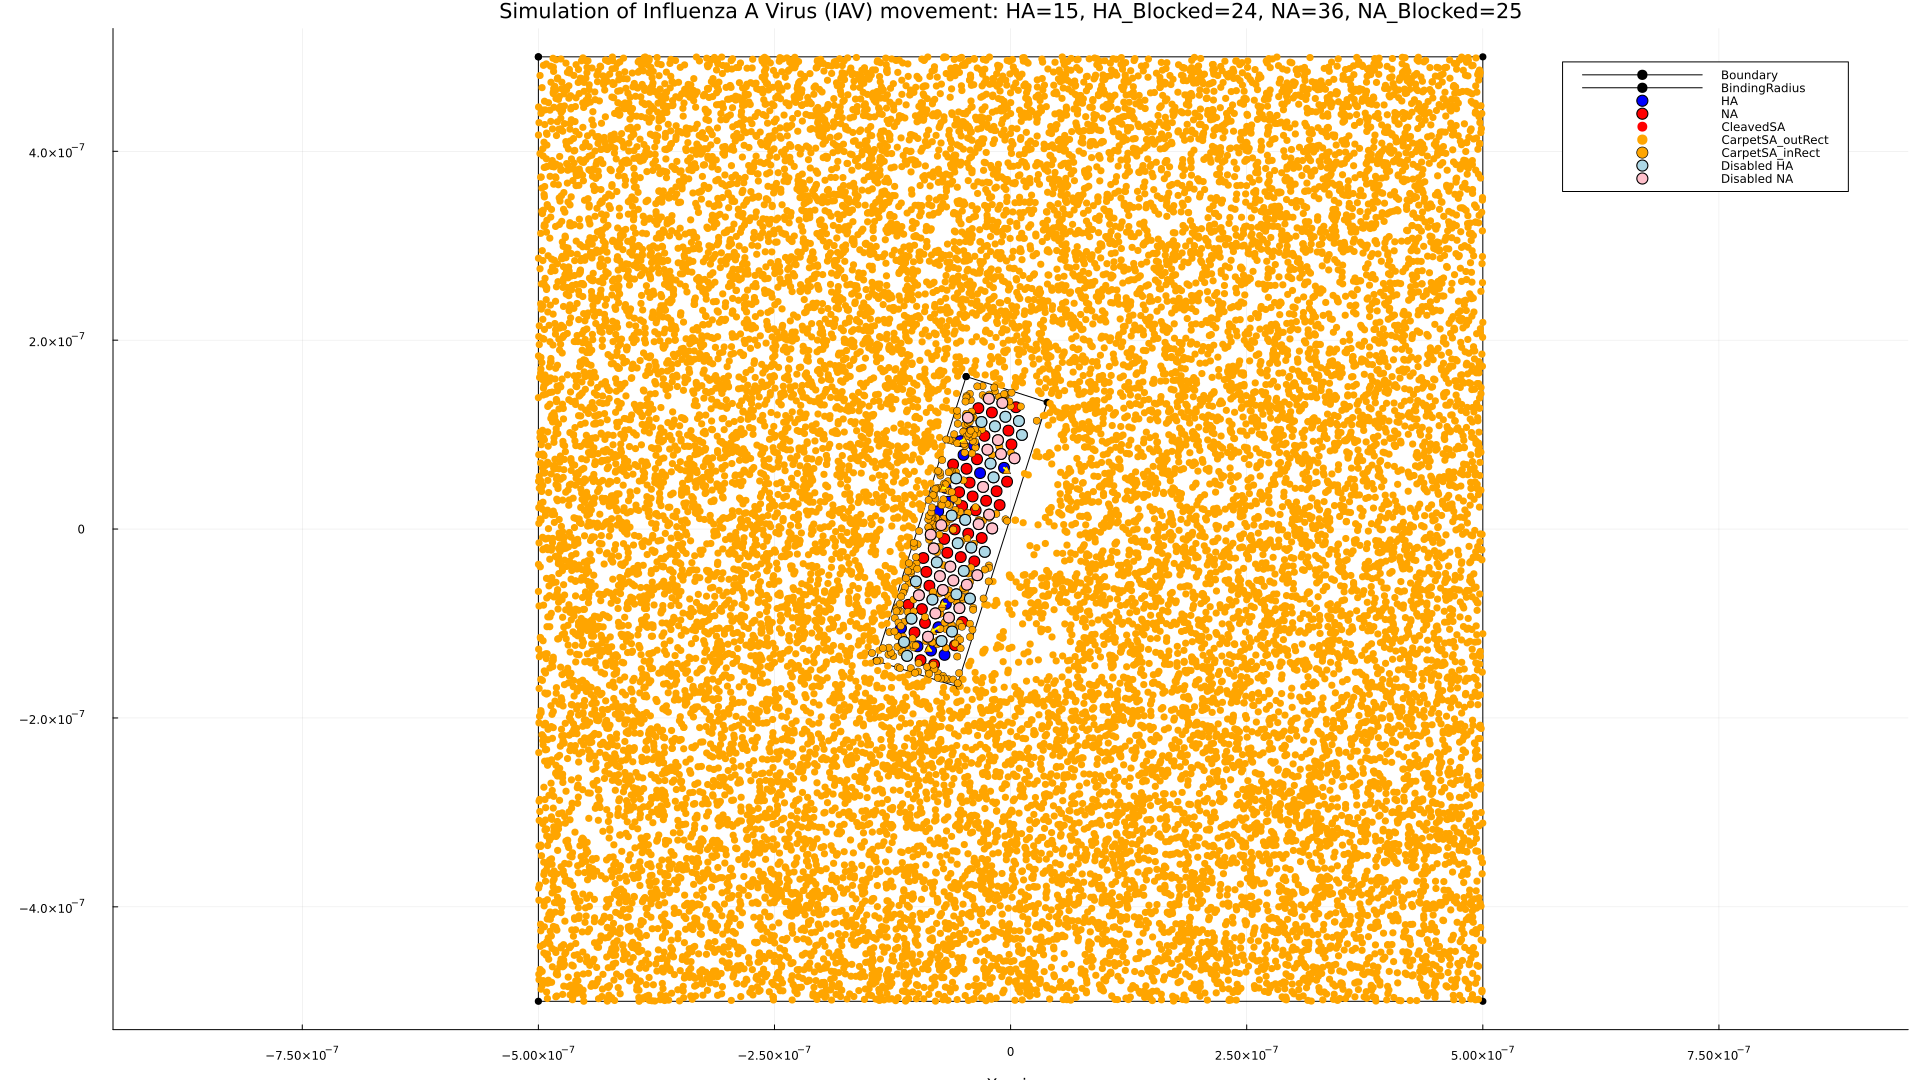 Simulation of Influenza A Virus (IAV) movement: HA=15, HA_Blocked=24, NA=36, NA_Blocked=25
Boundary
BindingRadius
HA
NA
CleavedSA
CarpetSA_outRect
CarpetSA_inRect
Disabled HA
Disabled NA
4.0×10⁻⁷
2.0×10⁻⁷
0
−2.0×10⁻⁷
−4.0×10⁻⁷
−7.50×10⁻⁷ −5.00×10⁻⁷ −2.50×10⁻⁷ 0 2.50×10⁻⁷ 5.00×10⁻⁷ 7.50×10⁻⁷